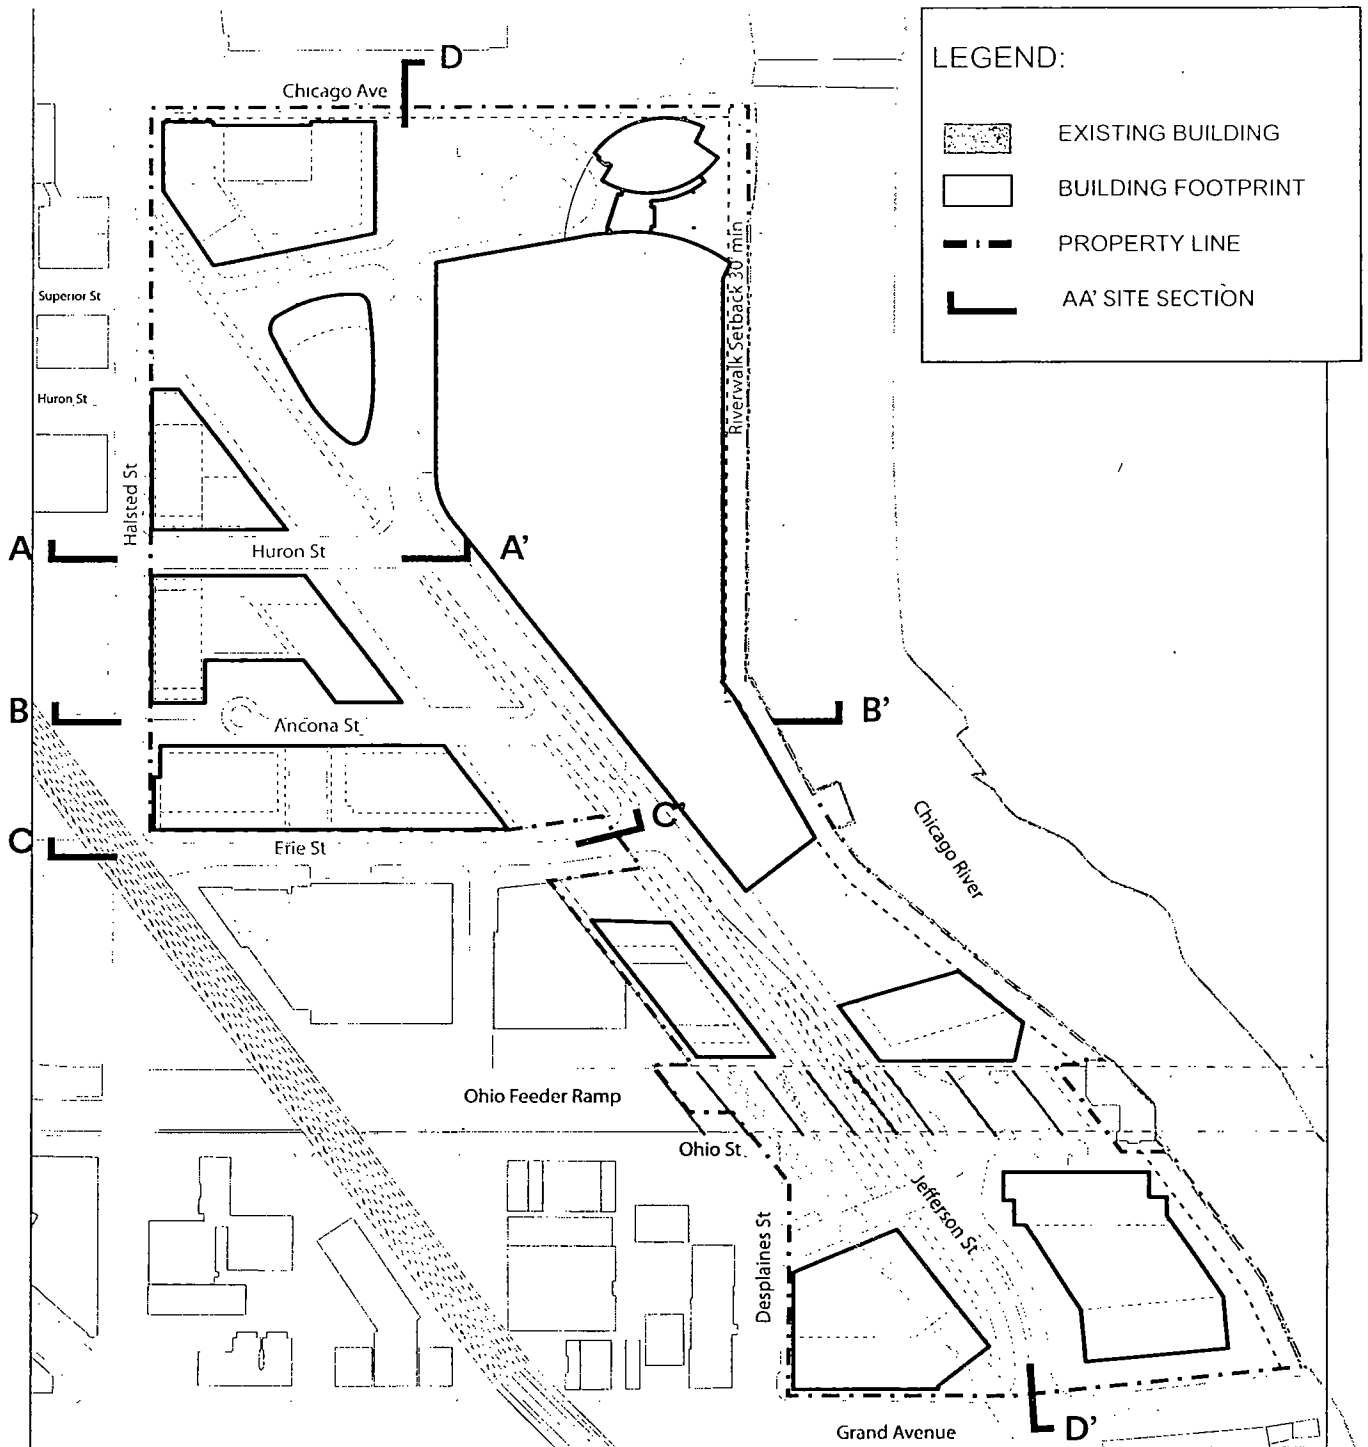 D
Chicago Ave
LEGEND:
EXISTING BUILDING
BUILDING FOOTPRINT
PROPERTY LINE
AA' SITE SECTION
Superior St
Huron St
Halsted St
Riverwalk Setback 30' min
A
Huron St
A'
B
Ancona St
B'
C
Erie St
C'
Chicago River
Ohio Feeder Ramp
Ohio St
Jefferson St
Desplaines St
D'
Grand Avenue